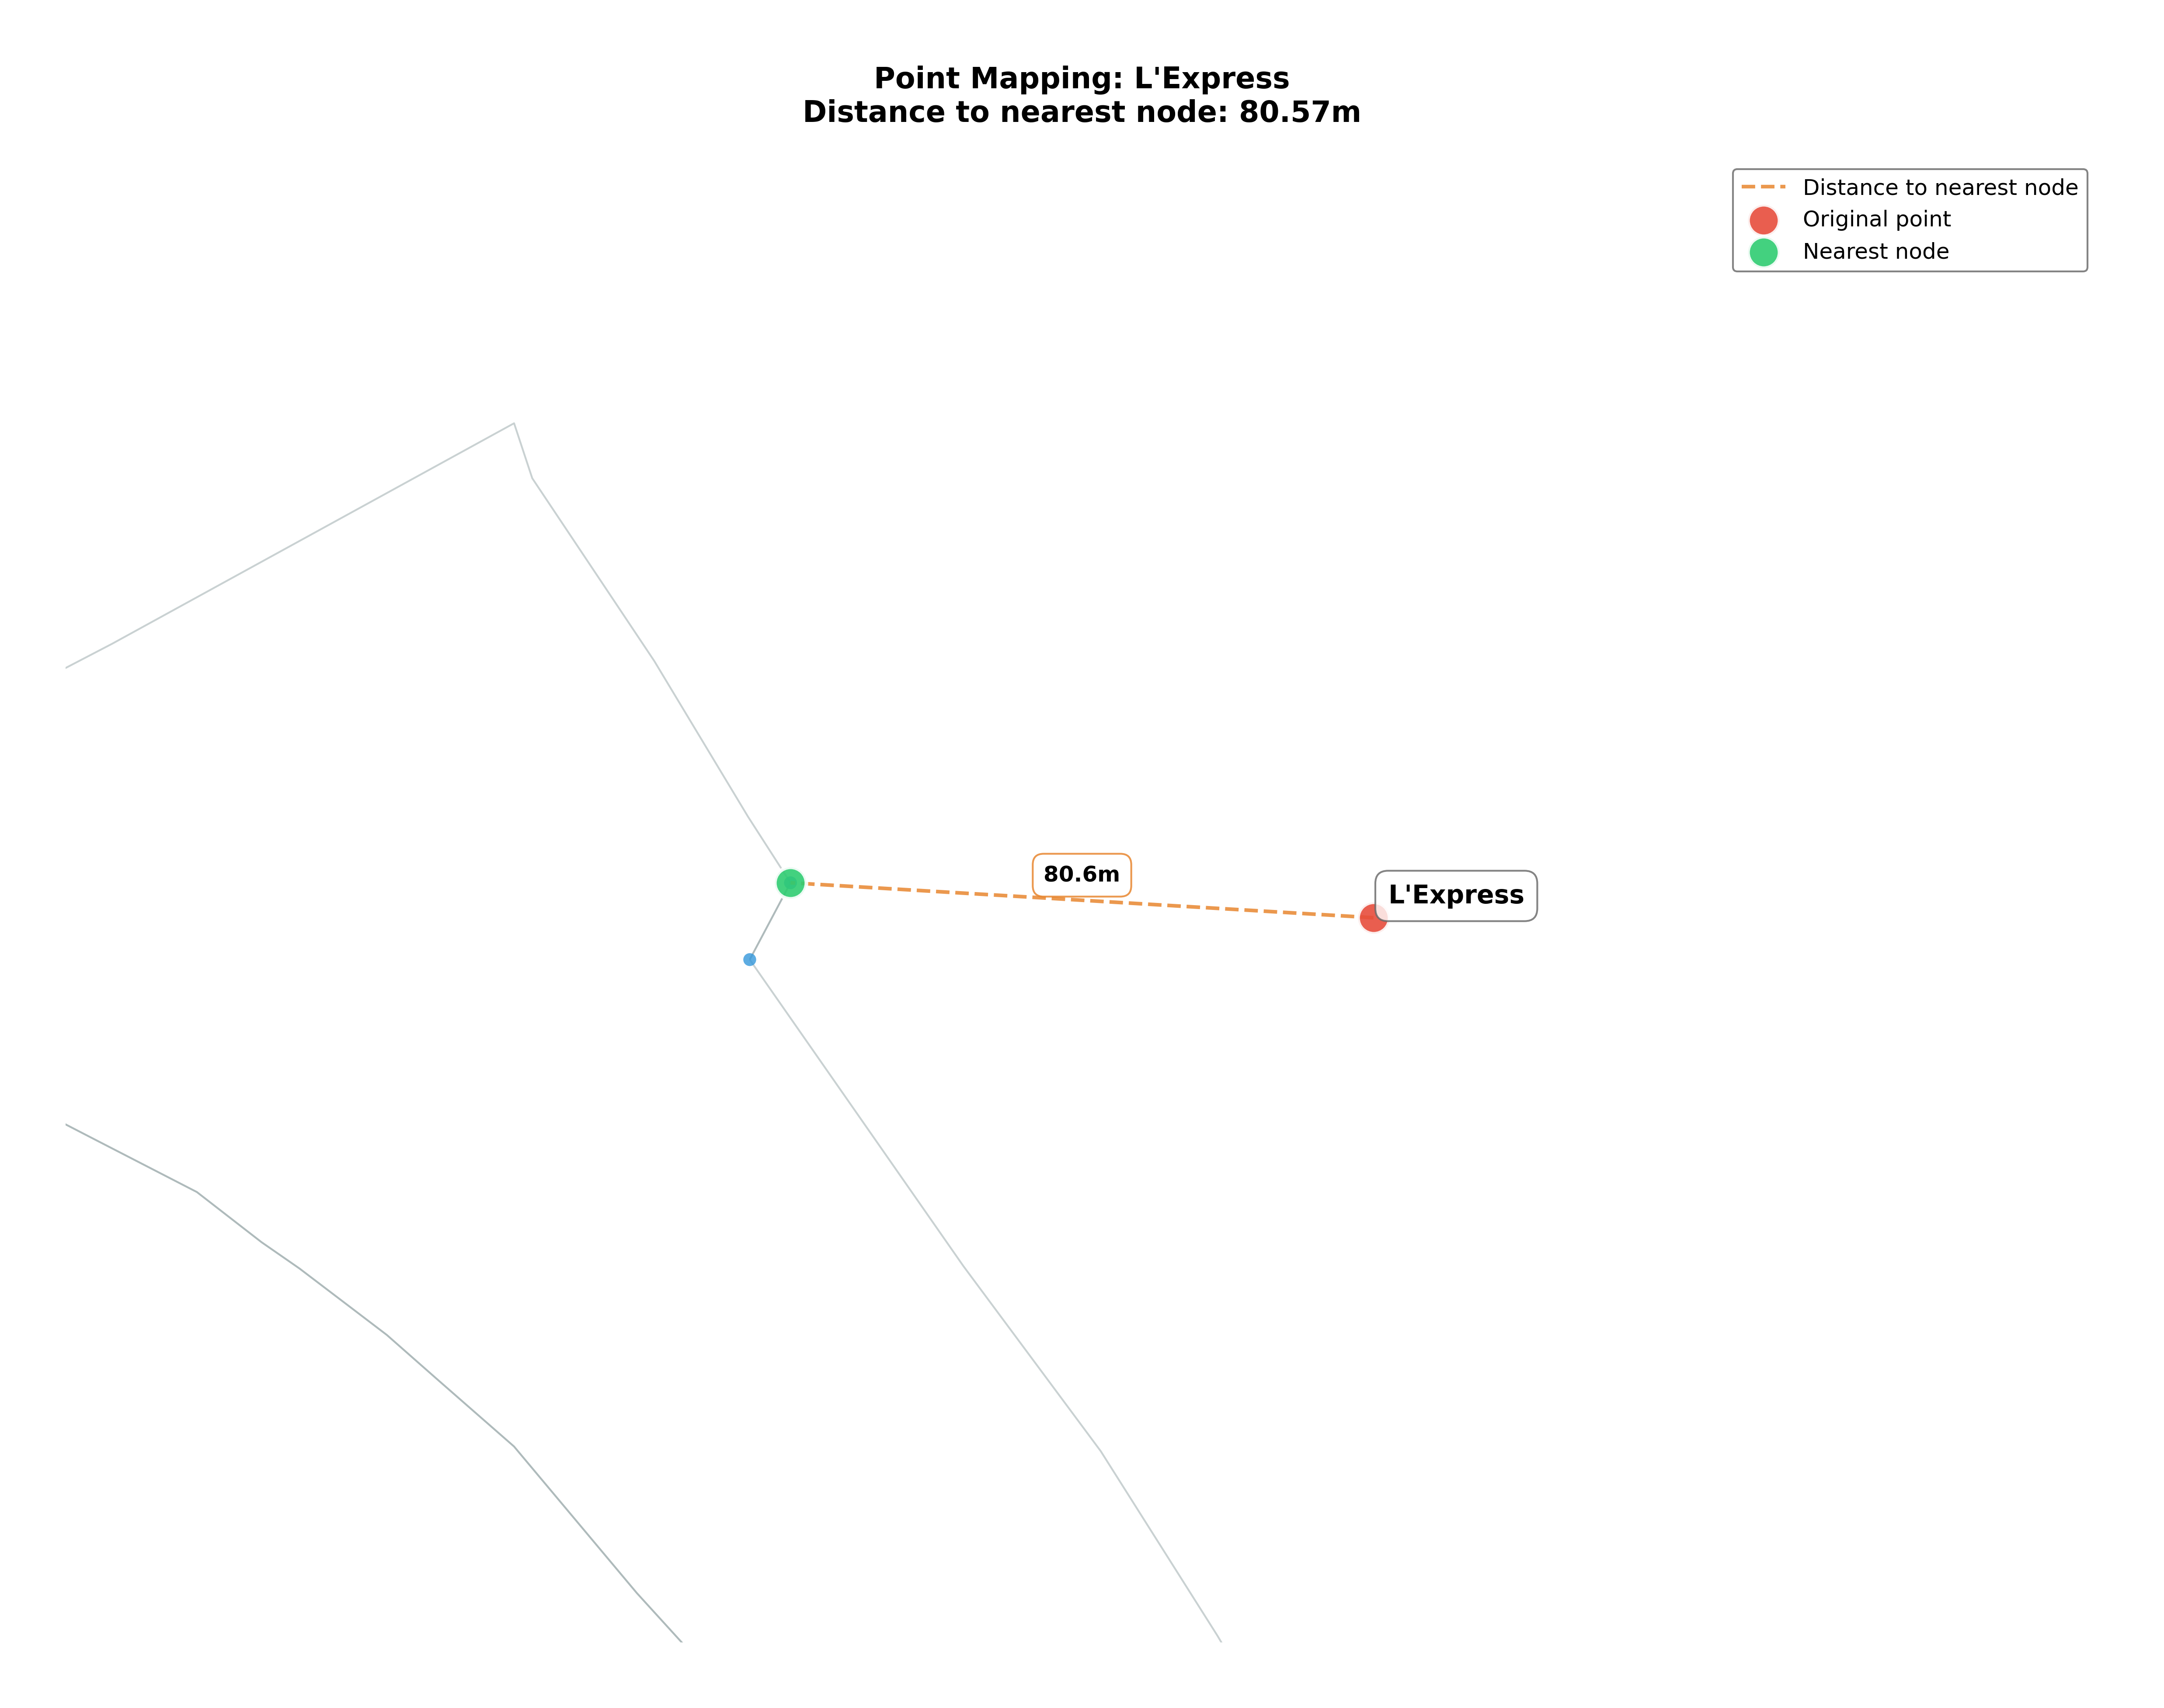 Point Mapping: L'Express
Distance to nearest node: 80.57m
Distance to nearest node
Original point
Nearest node
80.6m
L'Express